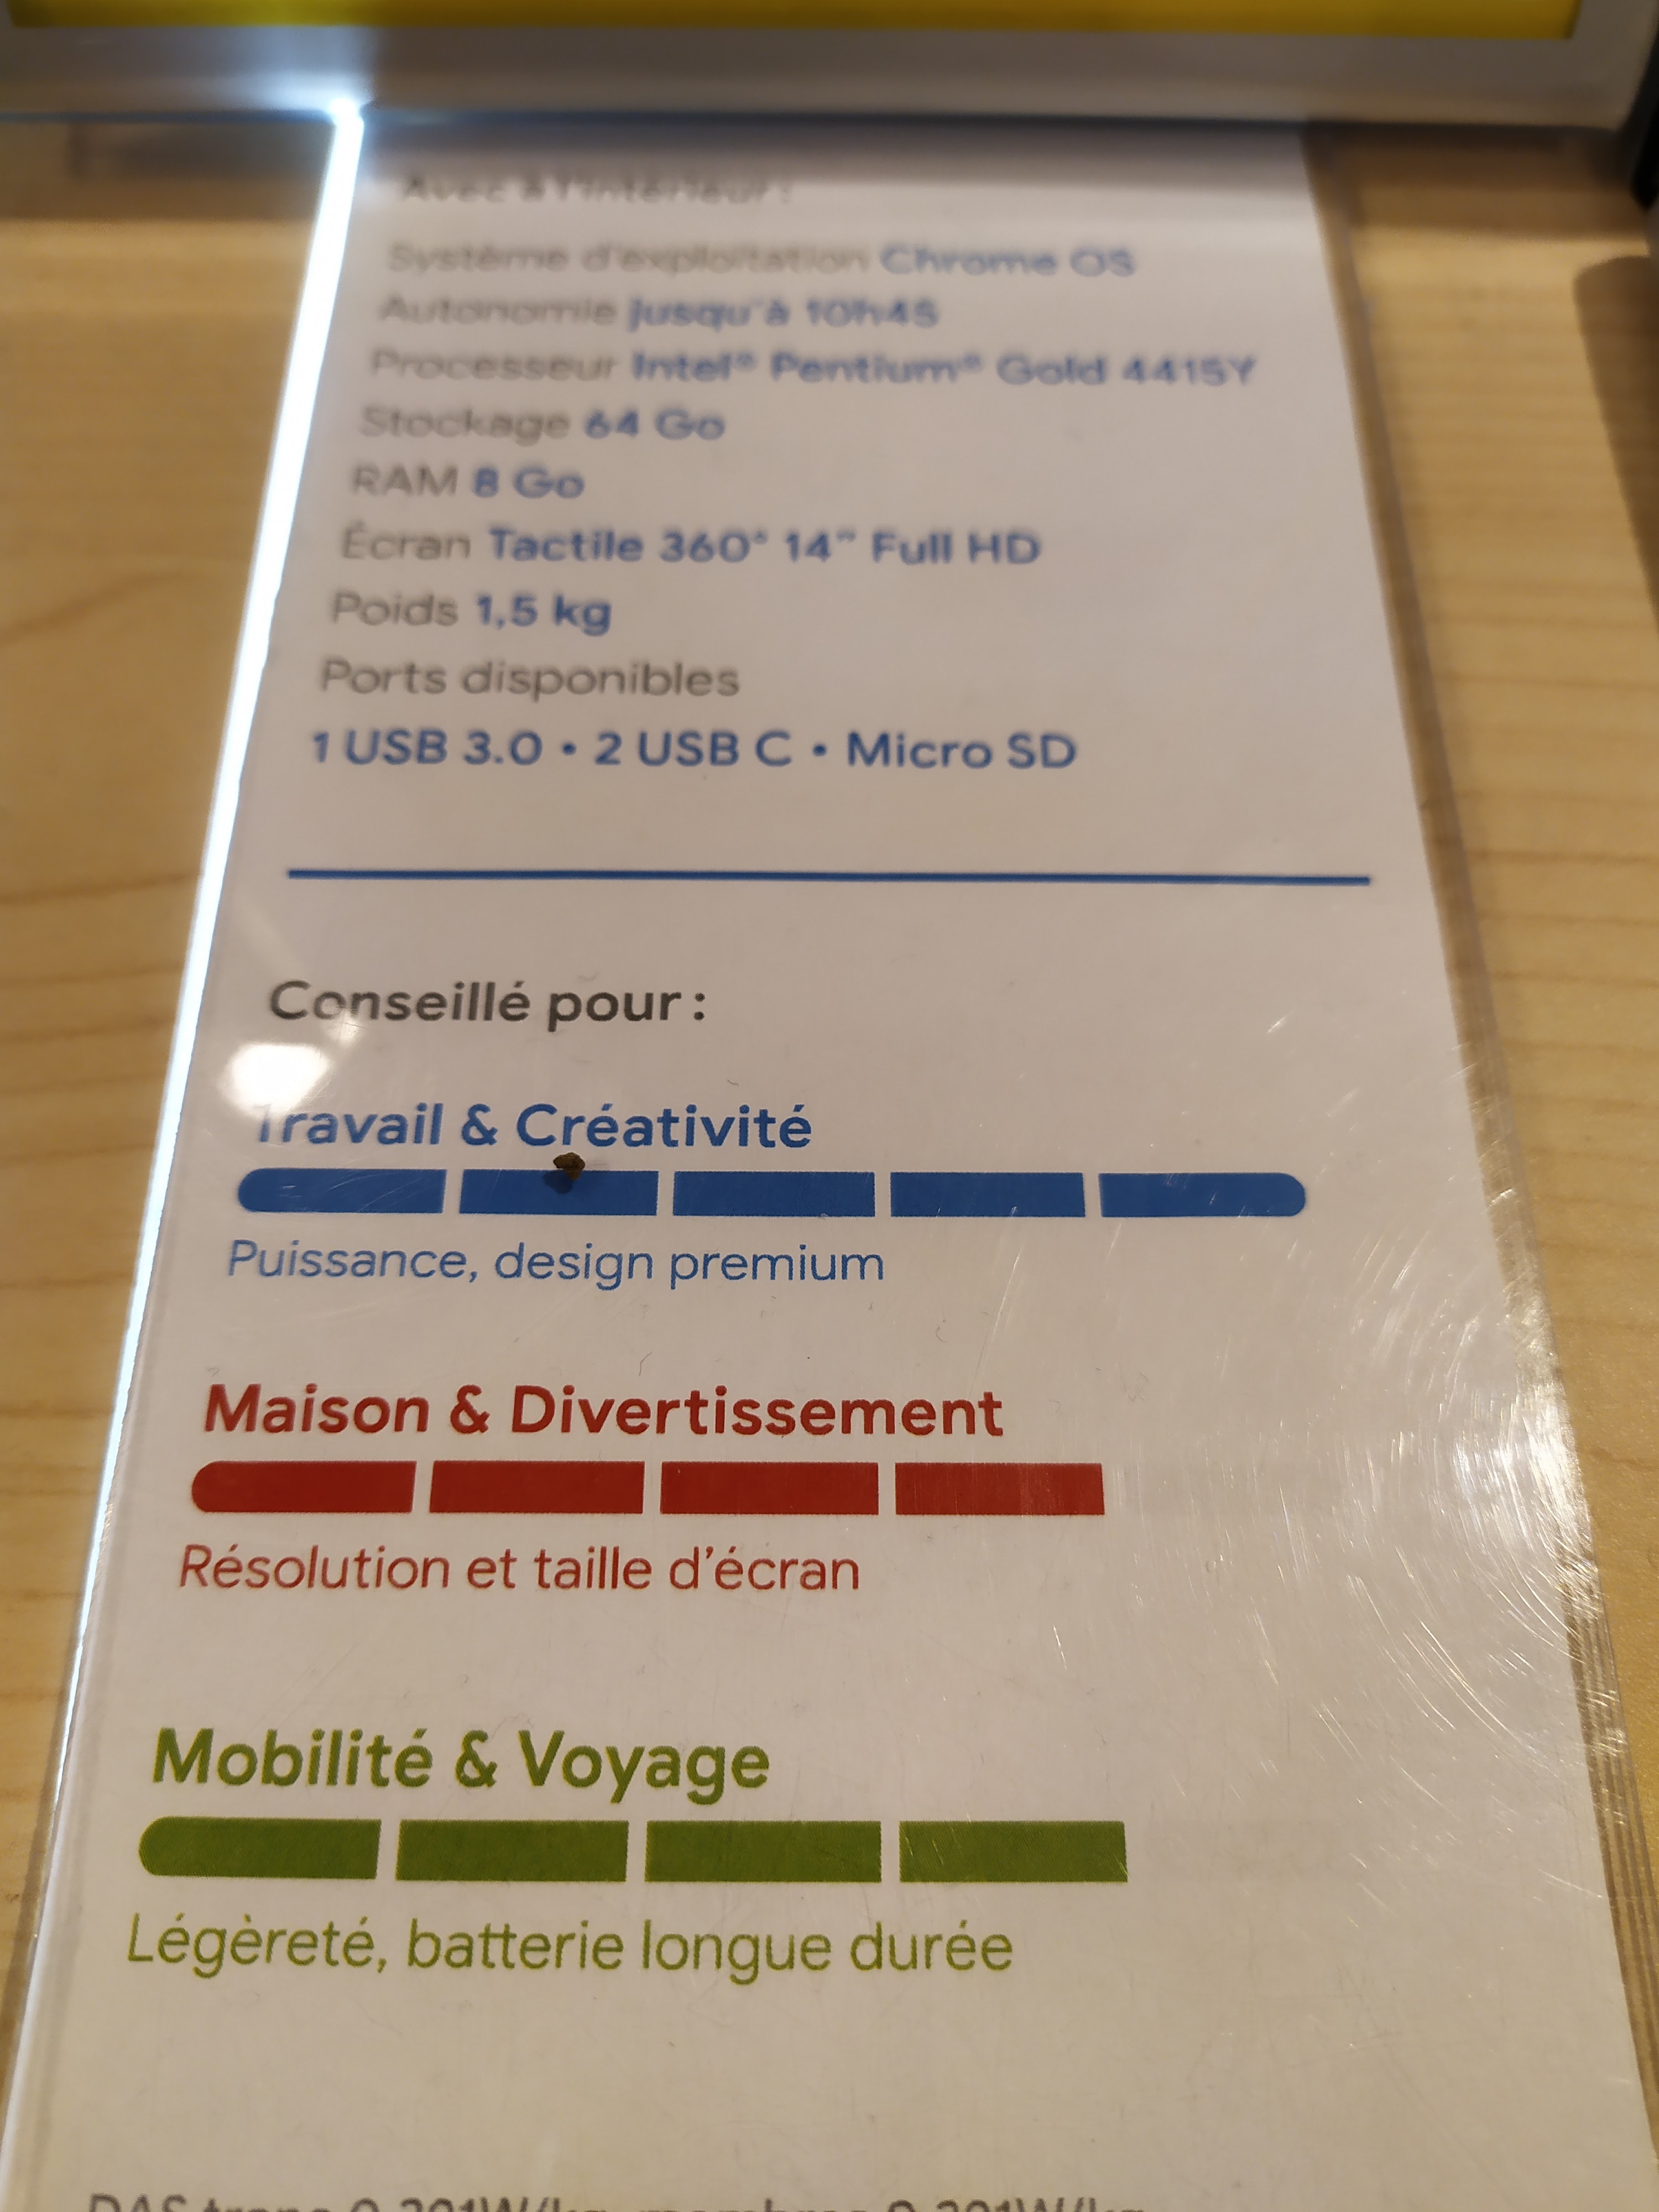 Avec à l'intérieur :
Système d'exploitation Chrome OS
Autonomie jusqu'à 10h45
Processeur Intel® Pentium® Gold 4415Y
Stockage 64 Go
RAM 8 Go
Écran Tactile 360° 14" Full HD
Poids 1,5 kg
Ports disponibles
1 USB 3.0 • 2 USB C • Micro SD
Conseillé pour :
Travail & Créativité
Puissance, design premium
Maison & Divertissement
Résolution et taille d'écran
Mobilité & Voyage
Légèreté, batterie longue durée